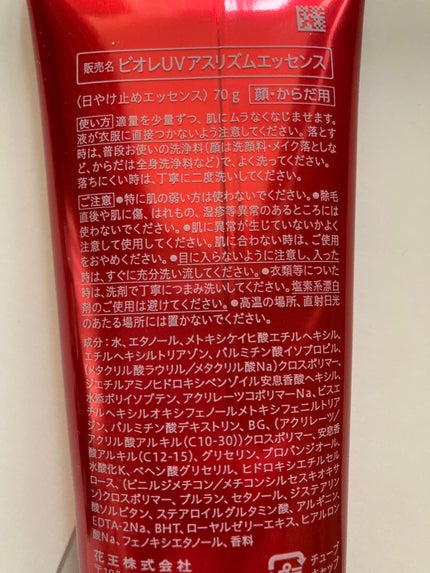 販売名 ビオレUVアスリズムエッセンス
〈日やけ止めエッセンス〉70g 顔・からだ用
使い方 適量を少量ずつ、肌にムラなくなじませます。
液が衣服に直接つかないよう注意してください。落とす
時は、普段お使いの洗浄料(顔は洗顔料・メイク落としな
ど、からだは全身洗浄料など)で、よく洗ってください。
落ちにくい時は、丁寧に二度洗いしてください。
ご注意 ●特に肌の弱い方は使わないでください。●除毛
直後や肌に傷、はれもの、湿疹等異常のあるところには
使わないでください。●肌に異常が生じていないかよく
注意して使用してください。肌に合わない時は、ご使用
をおやめください。●目に入らないように注意し、入った
時は、すぐに充分洗い流してください。●衣類等についた
時は、洗剤で丁寧につまみ洗いしてください。塩素系漂白
剤のご使用は避けてください。●高温の場所、直射日光
のあたる場所には置かないでください。
成分：水、エタノール、メトキシケイヒ酸エチルヘキシル、
エチルヘキシルトリアゾン、パルミチン酸イソプロピル、
(メタクリル酸ラウリル/メタクリル酸Na)クロスポリマー、
ジエチルアミノヒドロキシベンゾイル安息香酸ヘキシル、
水添ポリイソブテン、アクリレーツコポリマーNa、ビスエ
チルヘキシルオキシフェノールメトキシフェニルトリア
ジン、パルミチン酸デキストリン、BG、(アクリレーツ/
アクリル酸アルキル(C10-30))クロスポリマー、安息香
酸アルキル(C12-15)、グリセリン、プロパンジオール、
水酸化K、ベヘン酸グリセリル、ヒドロキシエチルセル
ロース、(ビニルジメチコン/メチコンシルセスキオキサ
ン)クロスポリマー、プルラン、セタノール、ジステアリン
酸ソルビタン、ステアロイルグルタミン酸、アルギニン、
EDTA-2Na、BHT、ローヤルゼリーエキス、ヒアルロン
酸Na、フェノキシエタノール、香料
花王株式会社
チューブ